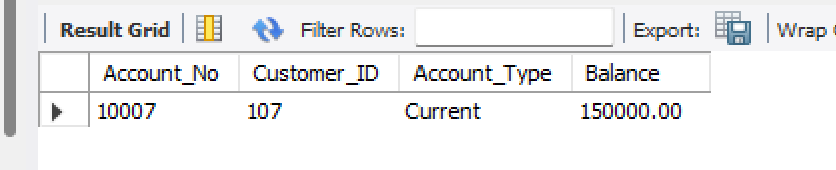 Result Grid Filter Rows: Export: Wrap
Account_No Customer_ID Account_Type Balance
10007 107 Current 150000.00